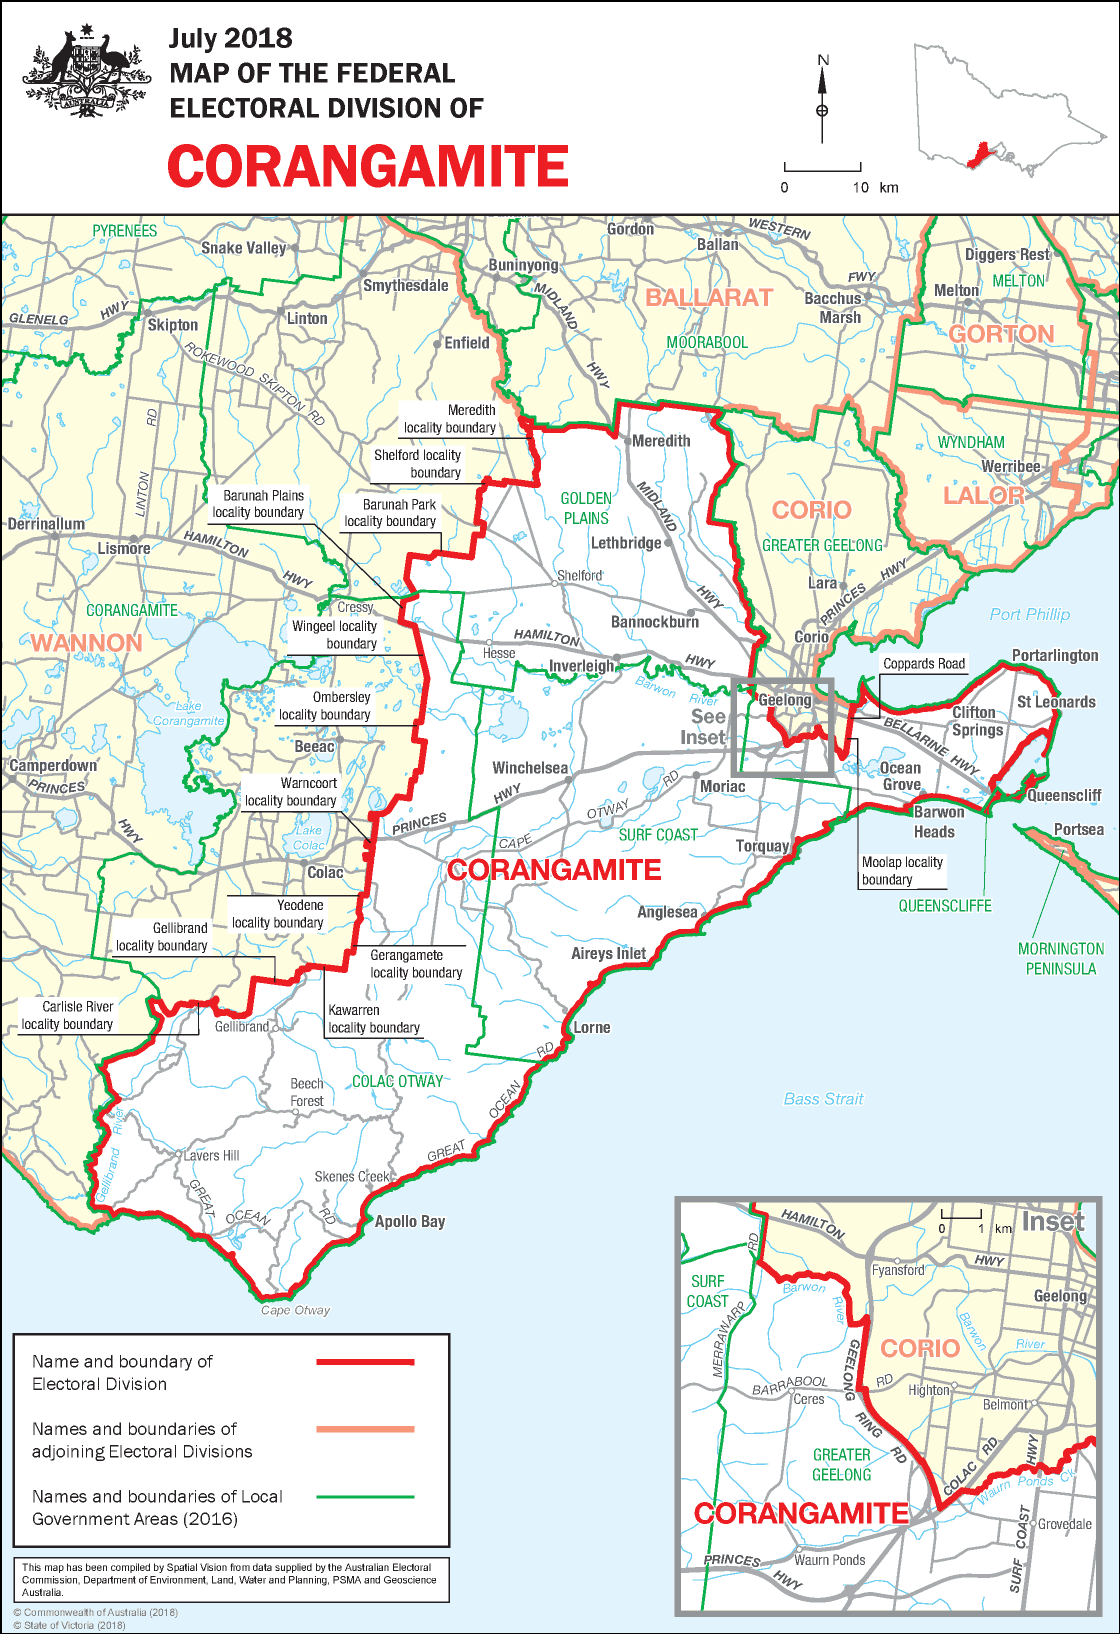 July 2018
MAP OF THE FEDERAL
ELECTORAL DIVISION OF
CORANGAMITE
AUSTRALIA
N
0 10 km
PYRENEES
Snake Valley
Gordon
Ballan
WESTERN
FWY
Diggers Rest
MELTON
Buninyong
Smythesdale
MIDLAND
HWY
BALLARAT
Bacchus
Marsh
Melton
GLENELG HWY
Skipton
Linton
GORTON
ROKEWOOD SKIPTON RD
Enfield
MOORABOOL
LINTON RD
Meredith
locality boundary
Meredith
WYNDHAM
Werribee
Shelford locality
boundary
LALOR
Barunah Plains
locality boundary
Barunah Park
locality boundary
GOLDEN
PLAINS
MIDLAND
HWY
CORIO
GREATER GEELONG
Derrinallum
Lismore
HAMILTON
HWY
Lethbridge
Shelford
Lara
PRINCES HWY
CORANGAMITE
WANNON
Cressy
Wingeel locality
boundary
Bannockburn
Port Phillip
Corio
HAMILTON
HWY
Hesse
Inverleigh
Coppards Road
Portarlington
Barwon
River
Geelong
Ombersley
locality boundary
Lake
Corangamite
See
Inset
Clifton
Springs
St Leonards
BELLARINE HWY
Beeac
Camperdown
PRINCES
HWY
Winchelsea
Moriac
Ocean
Grove
Queenscliff
Warncoort
locality boundary
PRINCES
HWY
CAPE
OTWAY
RD
Barwon
Heads
Portsea
Lake
Colac
SURF COAST
Torquay
CORANGAMITE
Colac
Moolap locality
boundary
QUEENSCLIFFE
Yeodene
locality boundary
Anglesea
Gellibrand
locality boundary
Gerangamete
locality boundary
Aireys Inlet
MORNINGTON
PENINSULA
Carlisle River
locality boundary
Kawarren
locality boundary
Gellibrand
Lorne
RD
Beech
Forest
COLAC OTWAY
OCEAN
GREAT
Bass Strait
Gellibrand River
Lavers Hill
Skenes Creek
GREAT
OCEAN
RD
Apollo Bay
Cape Otway
Name and boundary of
Electoral Division
Names and boundaries of
adjoining Electoral Divisions
Names and boundaries of Local
Government Areas (2016)
This map has been compiled by Spatial Vision from data supplied by the Australian Electoral
Commission, Department of Environment, Land, Water and Planning, PSMA and Geoscience
Australia.
© Commonwealth of Australia (2018)
© State of Victoria (2018)
Inset
0 1 km
HAMILTON
HWY
RD
Fyansford
SURF
COAST
Barwon
River
Geelong
MERRAWARP
Barwon
River
CORIO
GEELONG
RING
RD
BARRABOOL
RD
Ceres
Highton
Belmont
GREATER
GEELONG
COLAC RD
HWY
Waurn Ponds Ck
CORANGAMITE
Grovedale
SURF COAST
PRINCES
HWY
Waurn Ponds